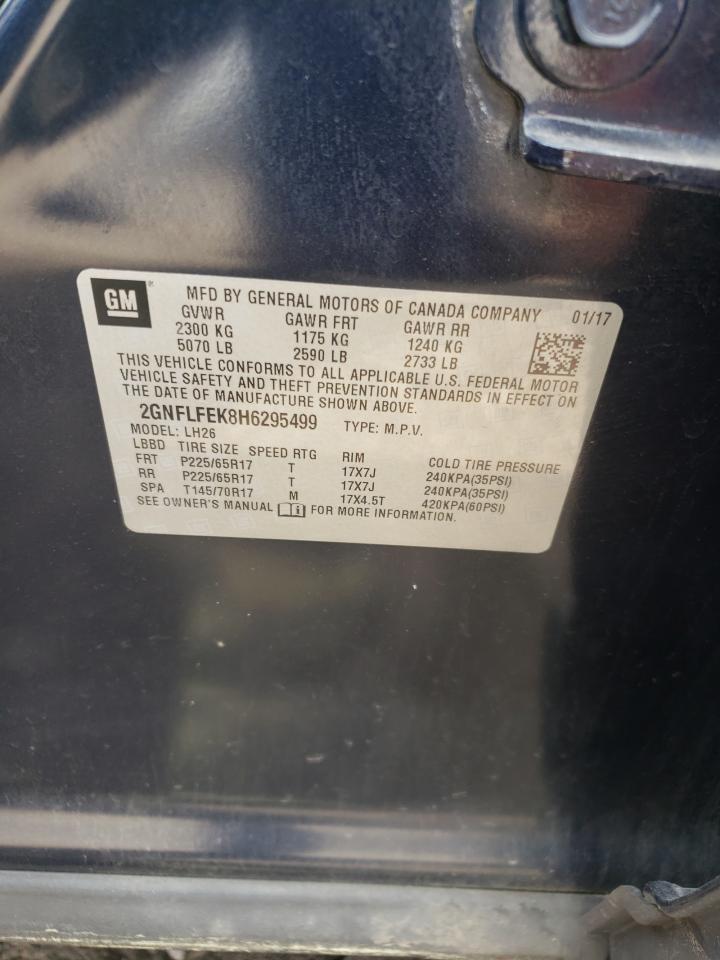 GM ®
MFD BY GENERAL MOTORS OF CANADA COMPANY 01/17
GVWR GAWR FRT GAWR RR
2300 KG 1175 KG 1240 KG
5070 LB 2590 LB 2733 LB
THIS VEHICLE CONFORMS TO ALL APPLICABLE U.S. FEDERAL MOTOR
VEHICLE SAFETY AND THEFT PREVENTION STANDARDS IN EFFECT ON
THE DATE OF MANUFACTURE SHOWN ABOVE.
2GNFLFEK8H6295499 TYPE: M.P.V.
MODEL: LH26
LBBD TIRE SIZE SPEED RTG RIM COLD TIRE PRESSURE
FRT P225/65R17 T 17X7J 240KPA(35PSI)
RR P225/65R17 T 17X7J 240KPA(35PSI)
SPA T145/70R17 M 17X4.5T 420KPA(60PSI)
SEE OWNER'S MANUAL FOR MORE INFORMATION.